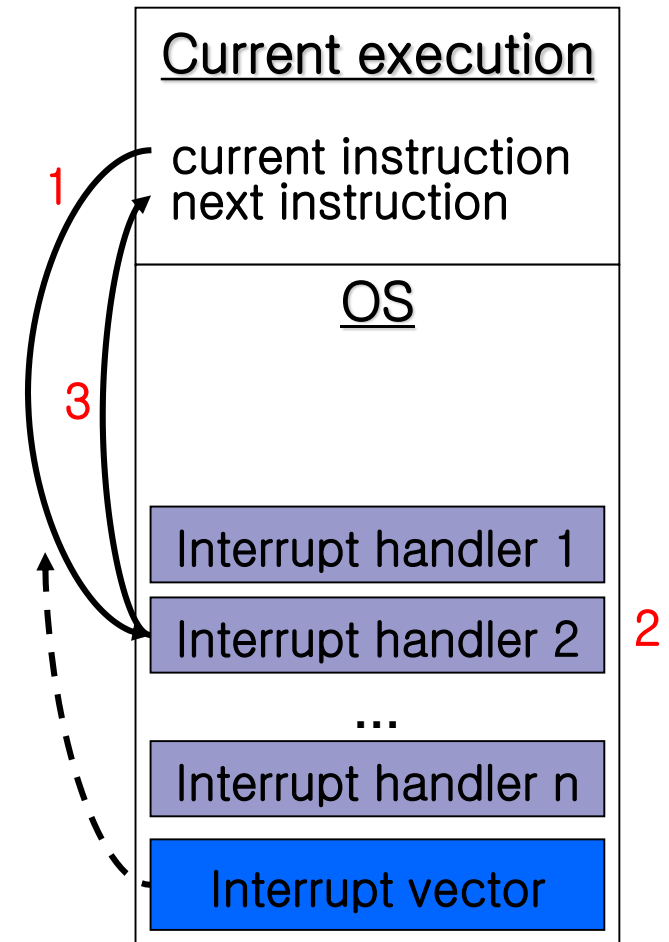 Current execution
1
current instruction
next instruction
OS
3
Interrupt handler 1
Interrupt handler 2
2
...
Interrupt handler n
Interrupt vector